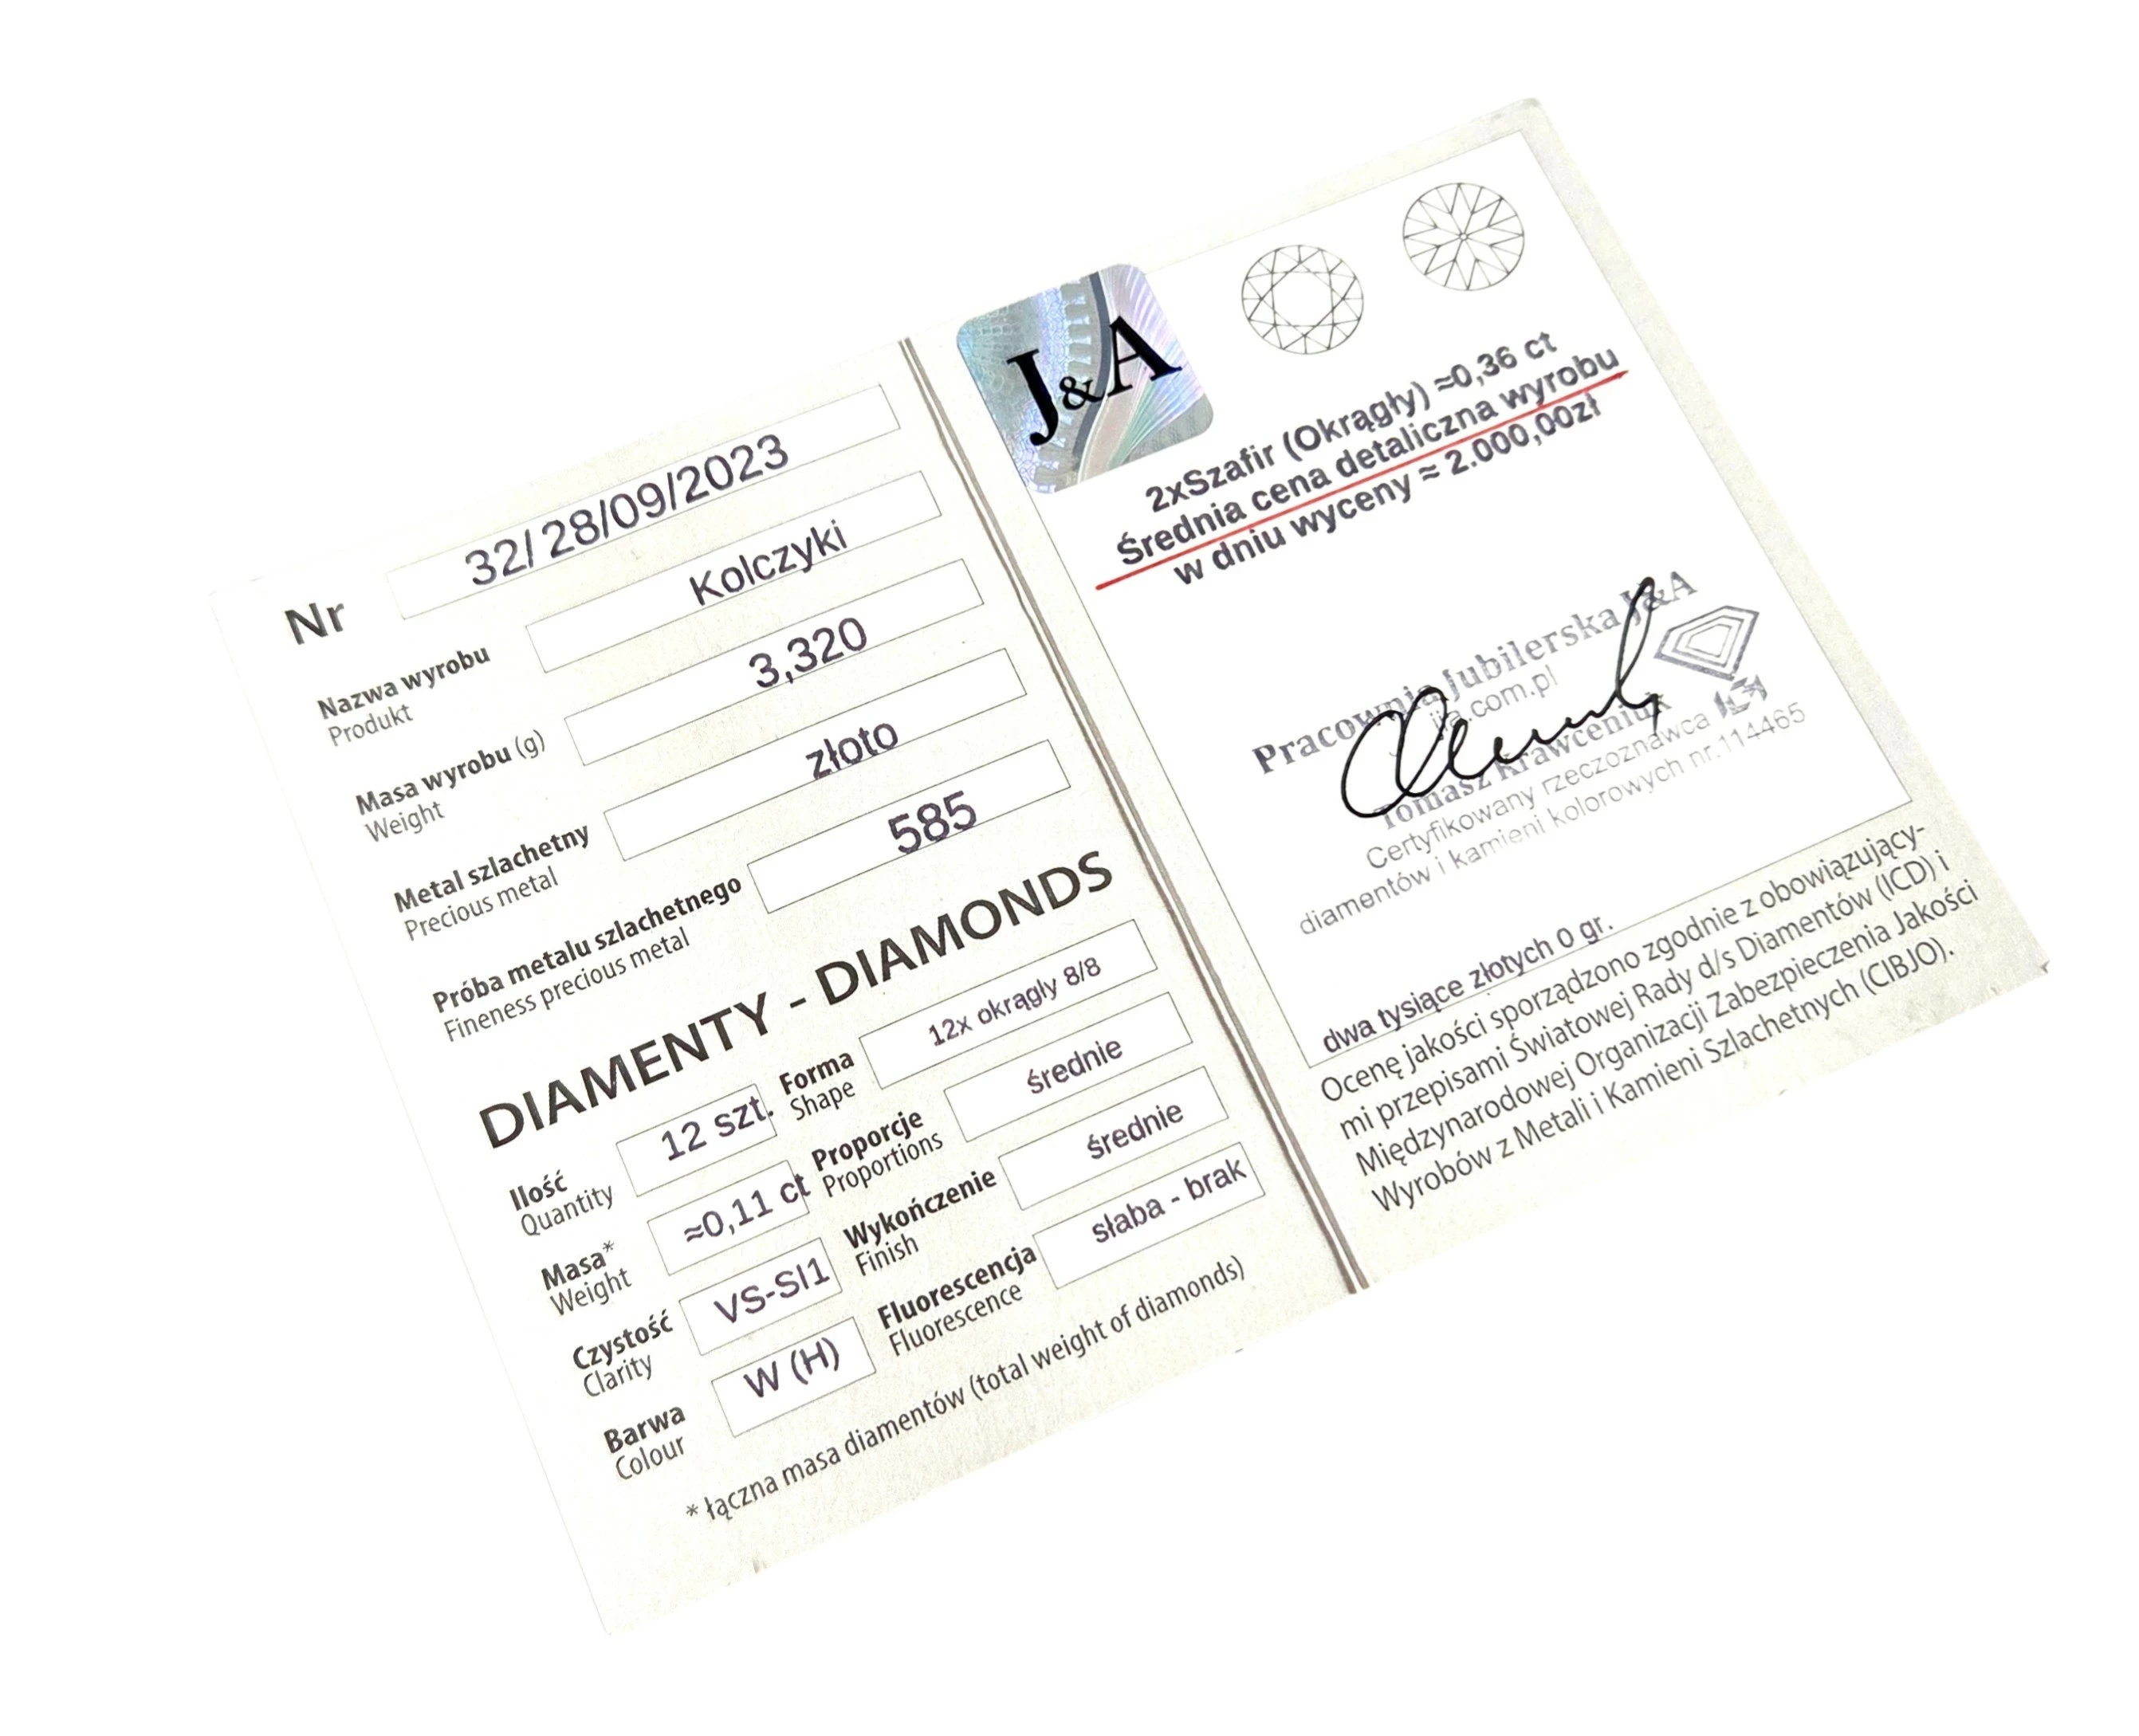 Nr 32/28/09/2023
Nazwa wyrobu Kolczyki
Produkt
Masa wyrobu (g) 3,320
Weight
Metal szlachetny złoto
Precious metal
Próba metalu szlachetnego 585
Fineness precious metal
DIAMENTY - DIAMONDS
Ilość 12 szt.
Quantity
Masa* ≈0,11 ct
Weight
Czystość VS-SI1
Clarity
Barwa W (H)
Colour
Forma 12x okrągły 8/8
Shape
Proporcje średnie
Proportions
Wykończenie średnie
Finish
Fluorescencja słaba - brak
Fluorescence
* łączna masa diamentów (total weight of diamonds)
J&A
2xSzafir (Okrągły) ≈0,36 ct
Średnia cena detaliczna wyrobu
w dniu wyceny ≈ 2.000,00zł
Pracownia Jubilerska J&A
.com.pl
Tomasz Krawceniuk
Certyfikowany rzeczoznawca
diamentów i kamieni kolorowych nr.114465
dwa tysiące złotych 0 gr.
Ocenę jakości sporządzono zgodnie z obowiązujący-
mi przepisami Światowej Rady d/s Diamentów (ICD) i
Międzynarodowej Organizacji Zabezpieczenia Jakości
Wyrobów z Metali i Kamieni Szlachetnych (CIBJO).